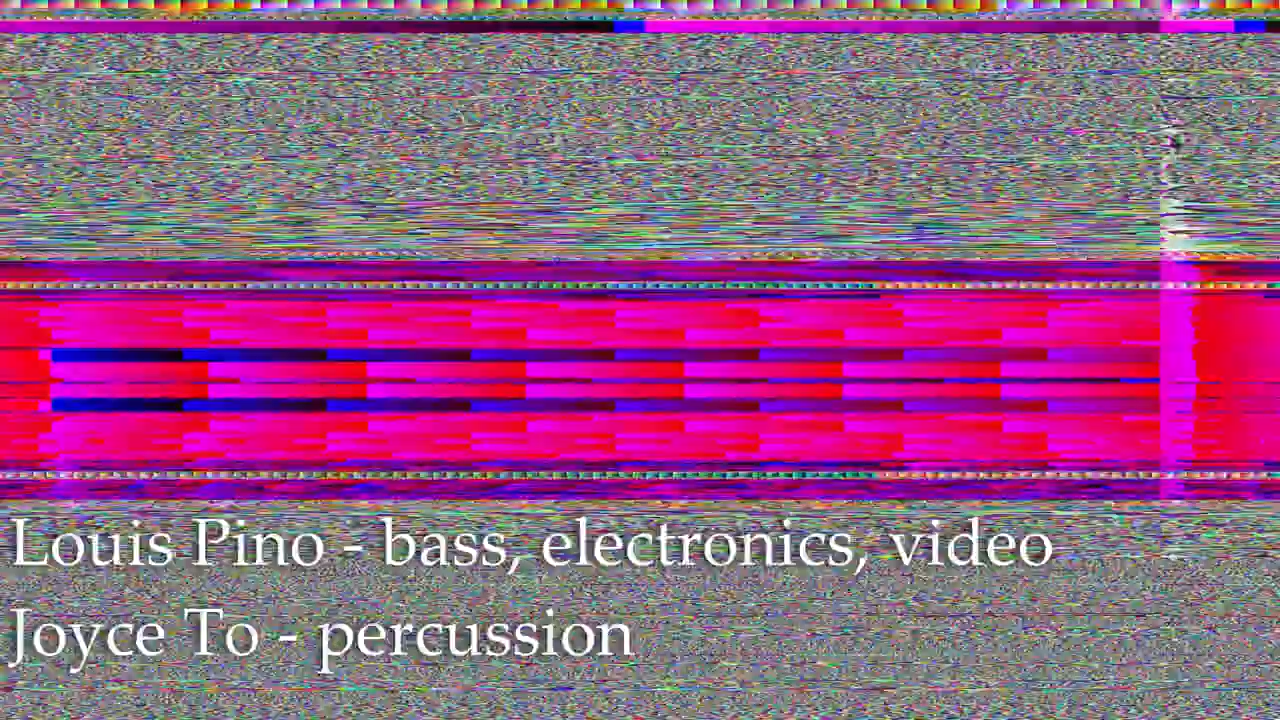 Louis Pino - bass, electronics, video
Joyce To - percussion